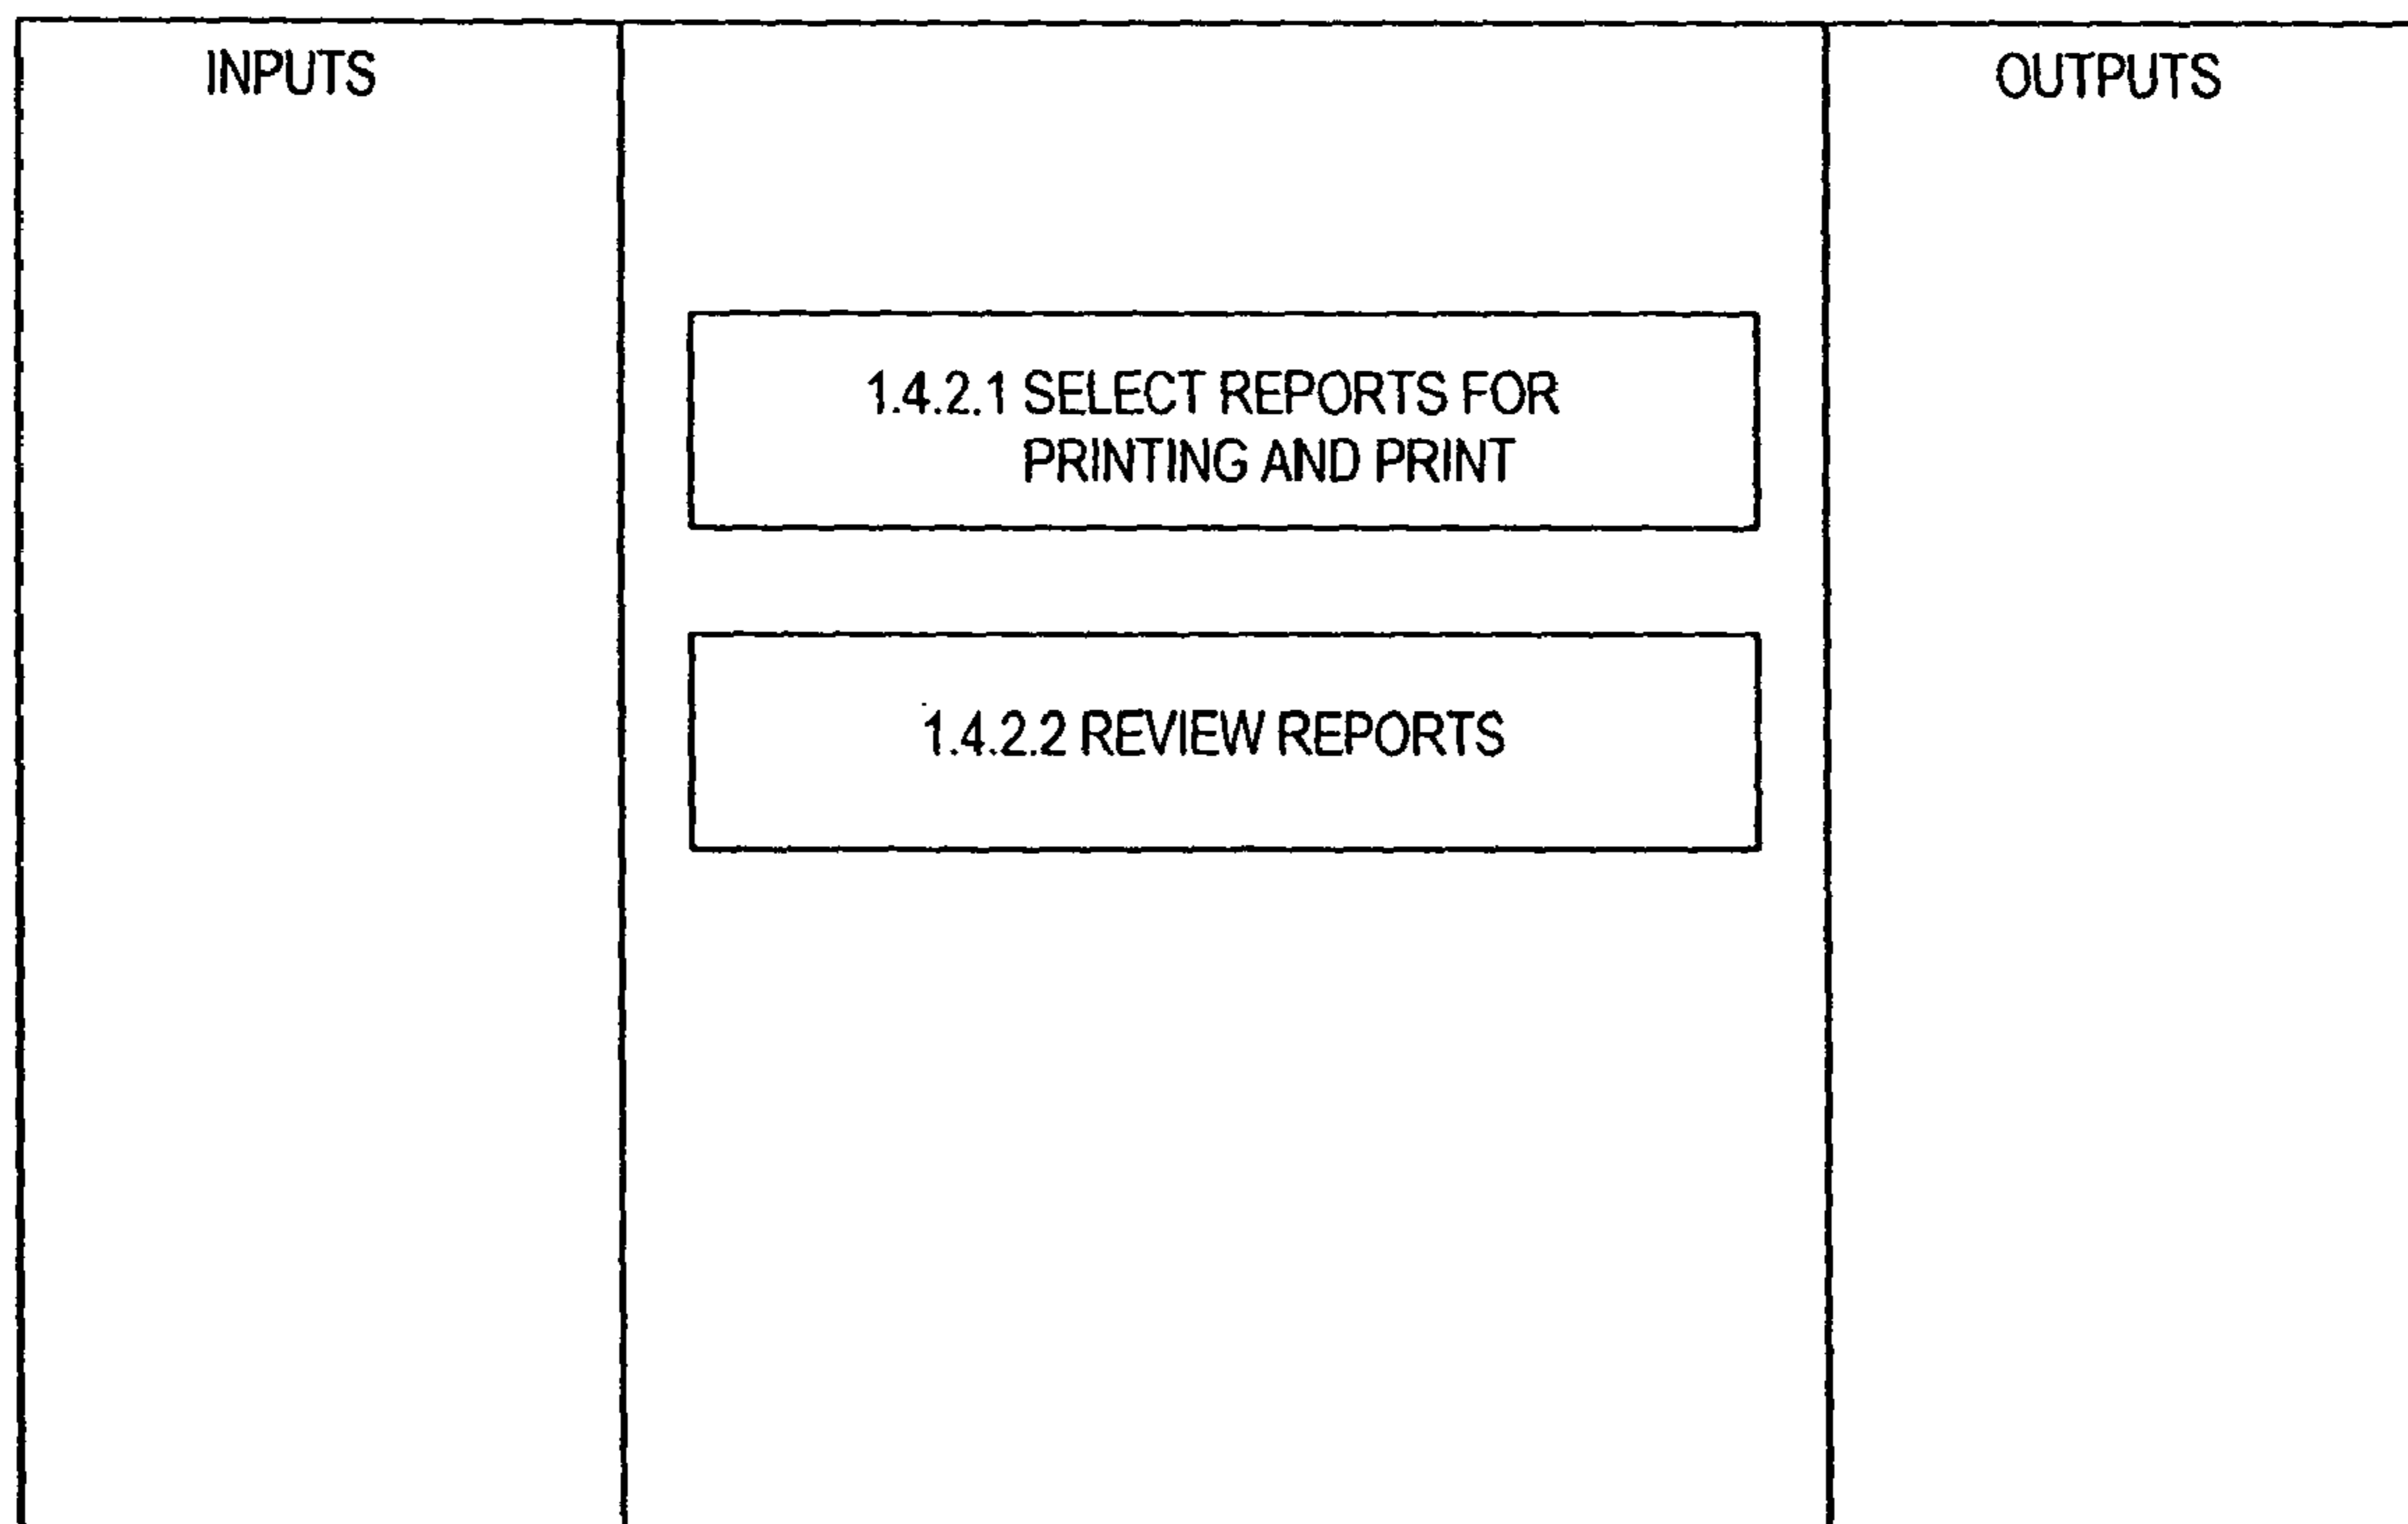 INPUTS
OUTPUTS
1.4.2.1 SELECT REPORTS FOR
PRINTING AND PRINT
1.4.2.2 REVIEW REPORTS